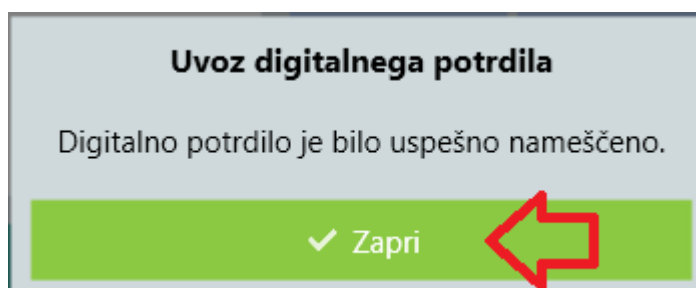 Uvoz digitalnega potrdila
Digitalno potrdilo je bilo uspešno nameščeno.
Zapri